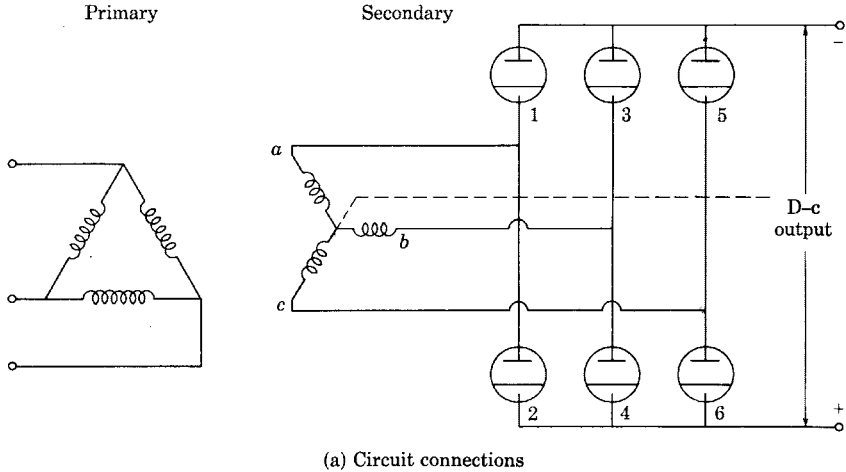 Primary
Secondary
−
1
3
5
a
D–c
output
b
c
+
2
4
6
(a) Circuit connections